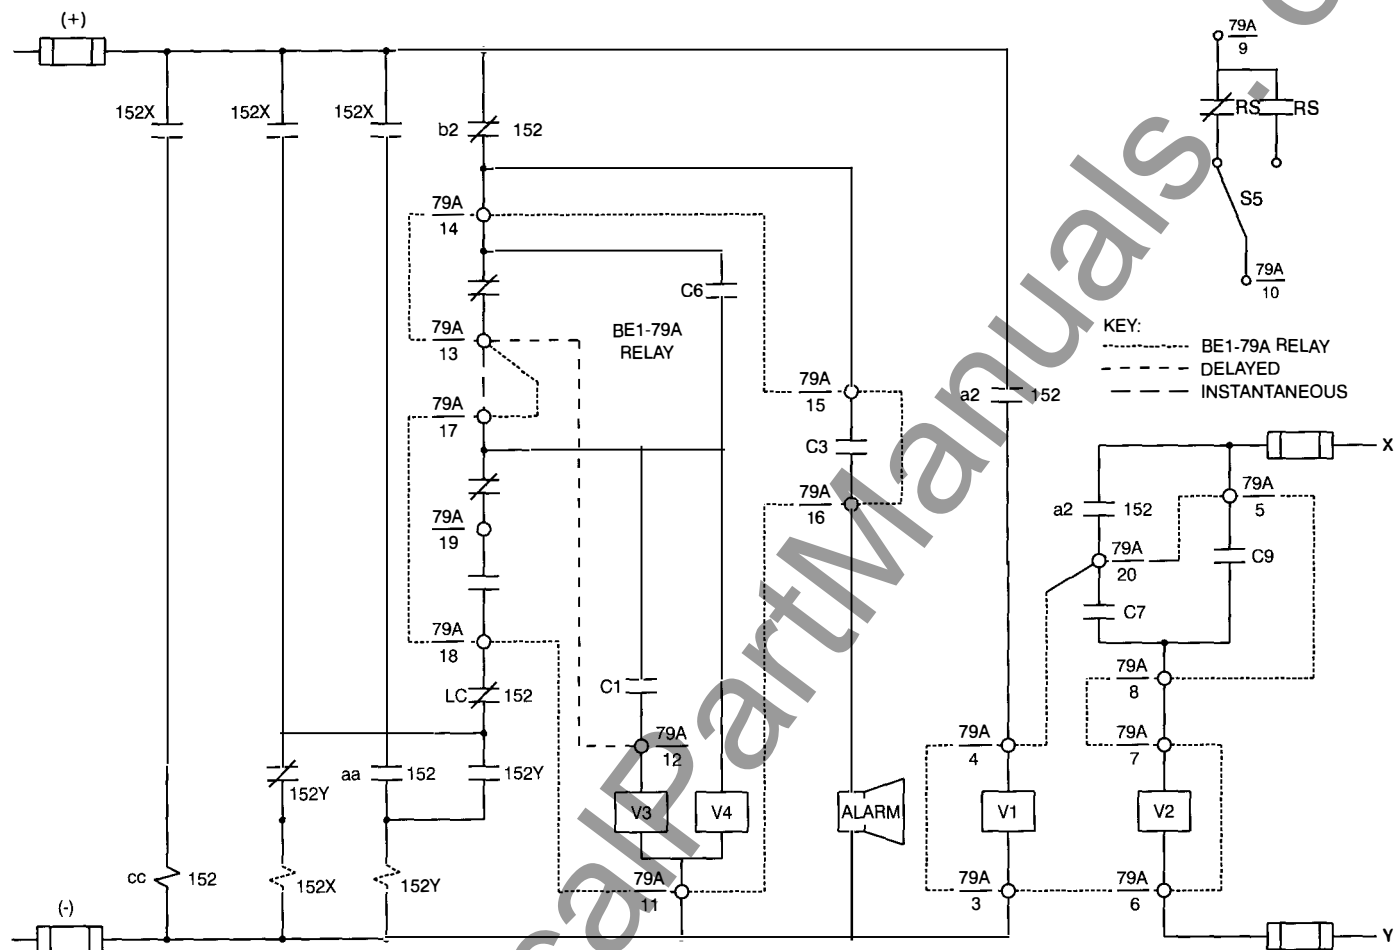 (+)
79A
9
152X
152X
152X
b2
152
RS
RS
S5
79A
14
79A
10
C6
KEY:
BE1-79A
RELAY
BE1-79A RELAY
DELAYED
INSTANTANEOUS
79A
13
79A
15
a2
152
79A
17
C3
X
79A
16
79A
5
a2
152
79A
19
79A
20
C9
C7
79A
18
LC
152
C1
79A
8
79A
12
79A
4
79A
7
aa
152
152Y
152Y
V3
V4
ALARM
V1
V2
cc
152
152X
152Y
79A
11
79A
3
79A
6
(-)
Y
calPartManuals . c